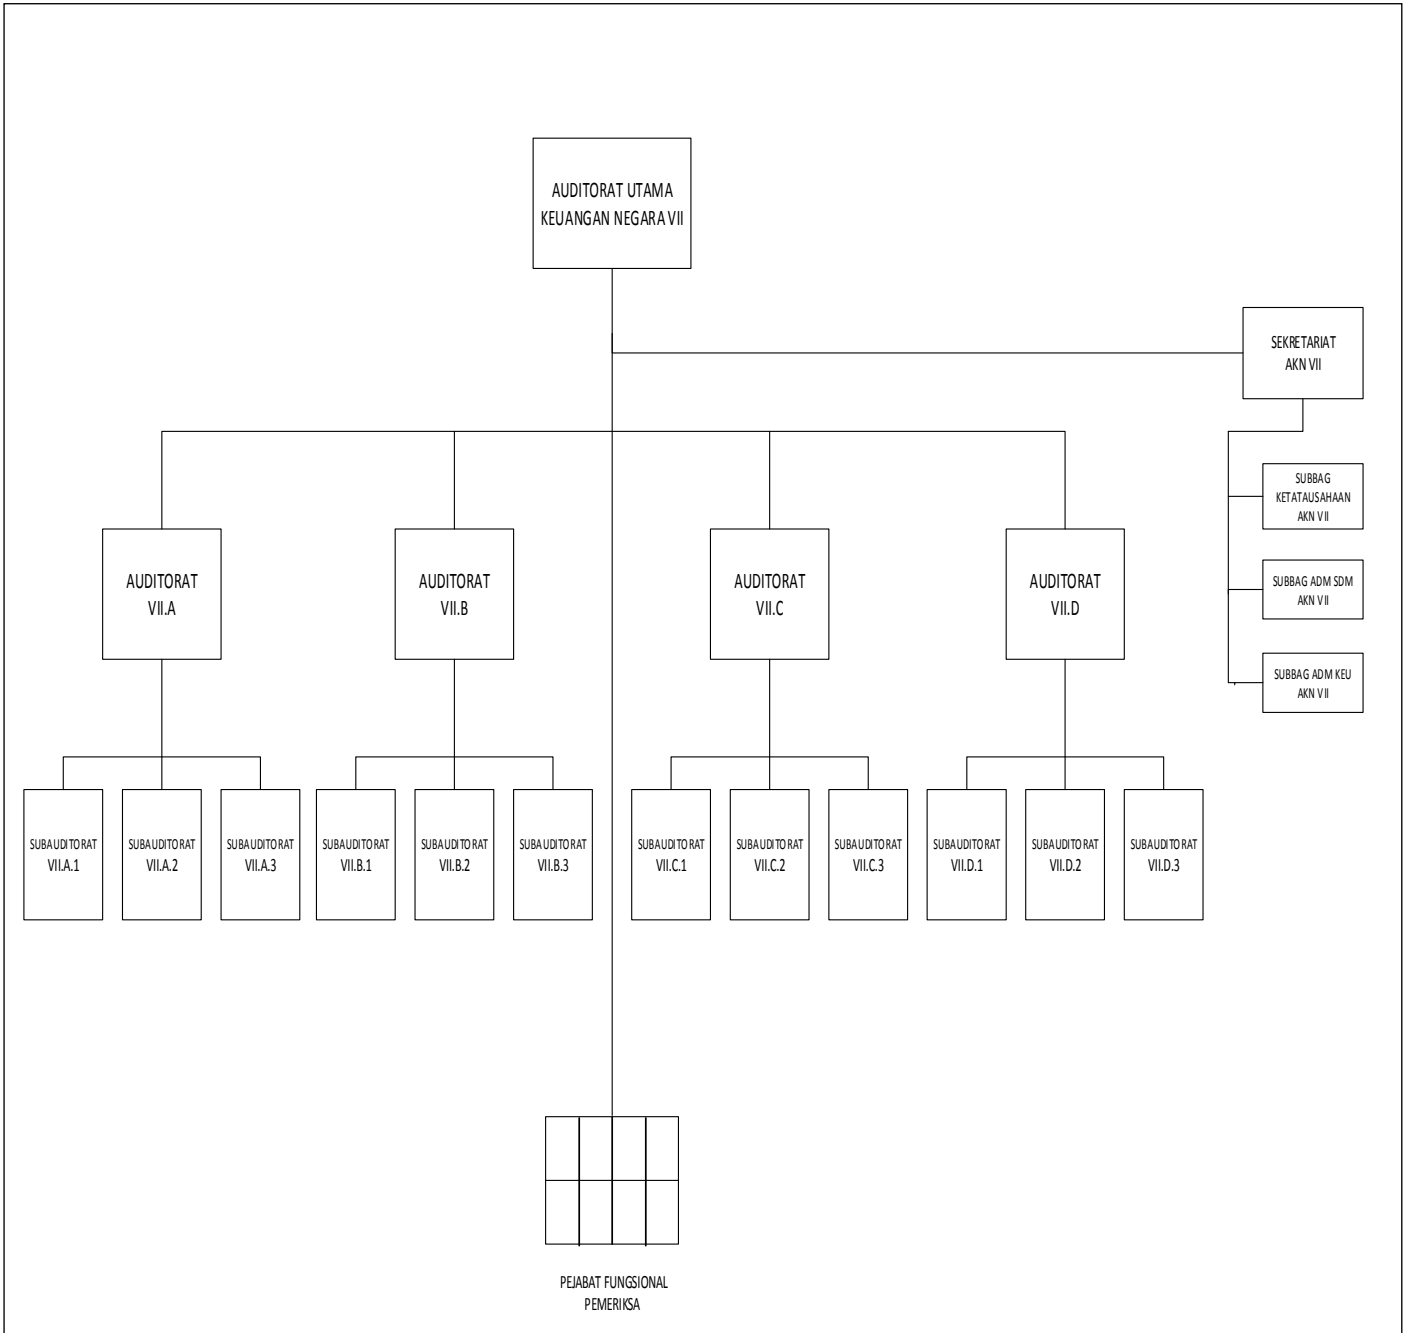 AUDITORAT UTAMA
KEUANGAN NEGARA VII
SEKRETARIAT
AKN VII
SUBBAG
KETATAUSAHAAN
AKN VII
SUBBAG ADM SDM
AKN VII
SUBBAG ADM KEU
AKN VII
AUDITORAT
VII.A
AUDITORAT
VII.B
AUDITORAT
VII.C
AUDITORAT
VII.D
SUBAUDITORAT
VII.A.1
SUBAUDITORAT
VII.A.2
SUBAUDITORAT
VII.A.3
SUBAUDITORAT
VII.B.1
SUBAUDITORAT
VII.B.2
SUBAUDITORAT
VII.B.3
SUBAUDITORAT
VII.C.1
SUBAUDITORAT
VII.C.2
SUBAUDITORAT
VII.C.3
SUBAUDITORAT
VII.D.1
SUBAUDITORAT
VII.D.2
SUBAUDITORAT
VII.D.3
PEJABAT FUNGSIONAL
PEMERIKSA